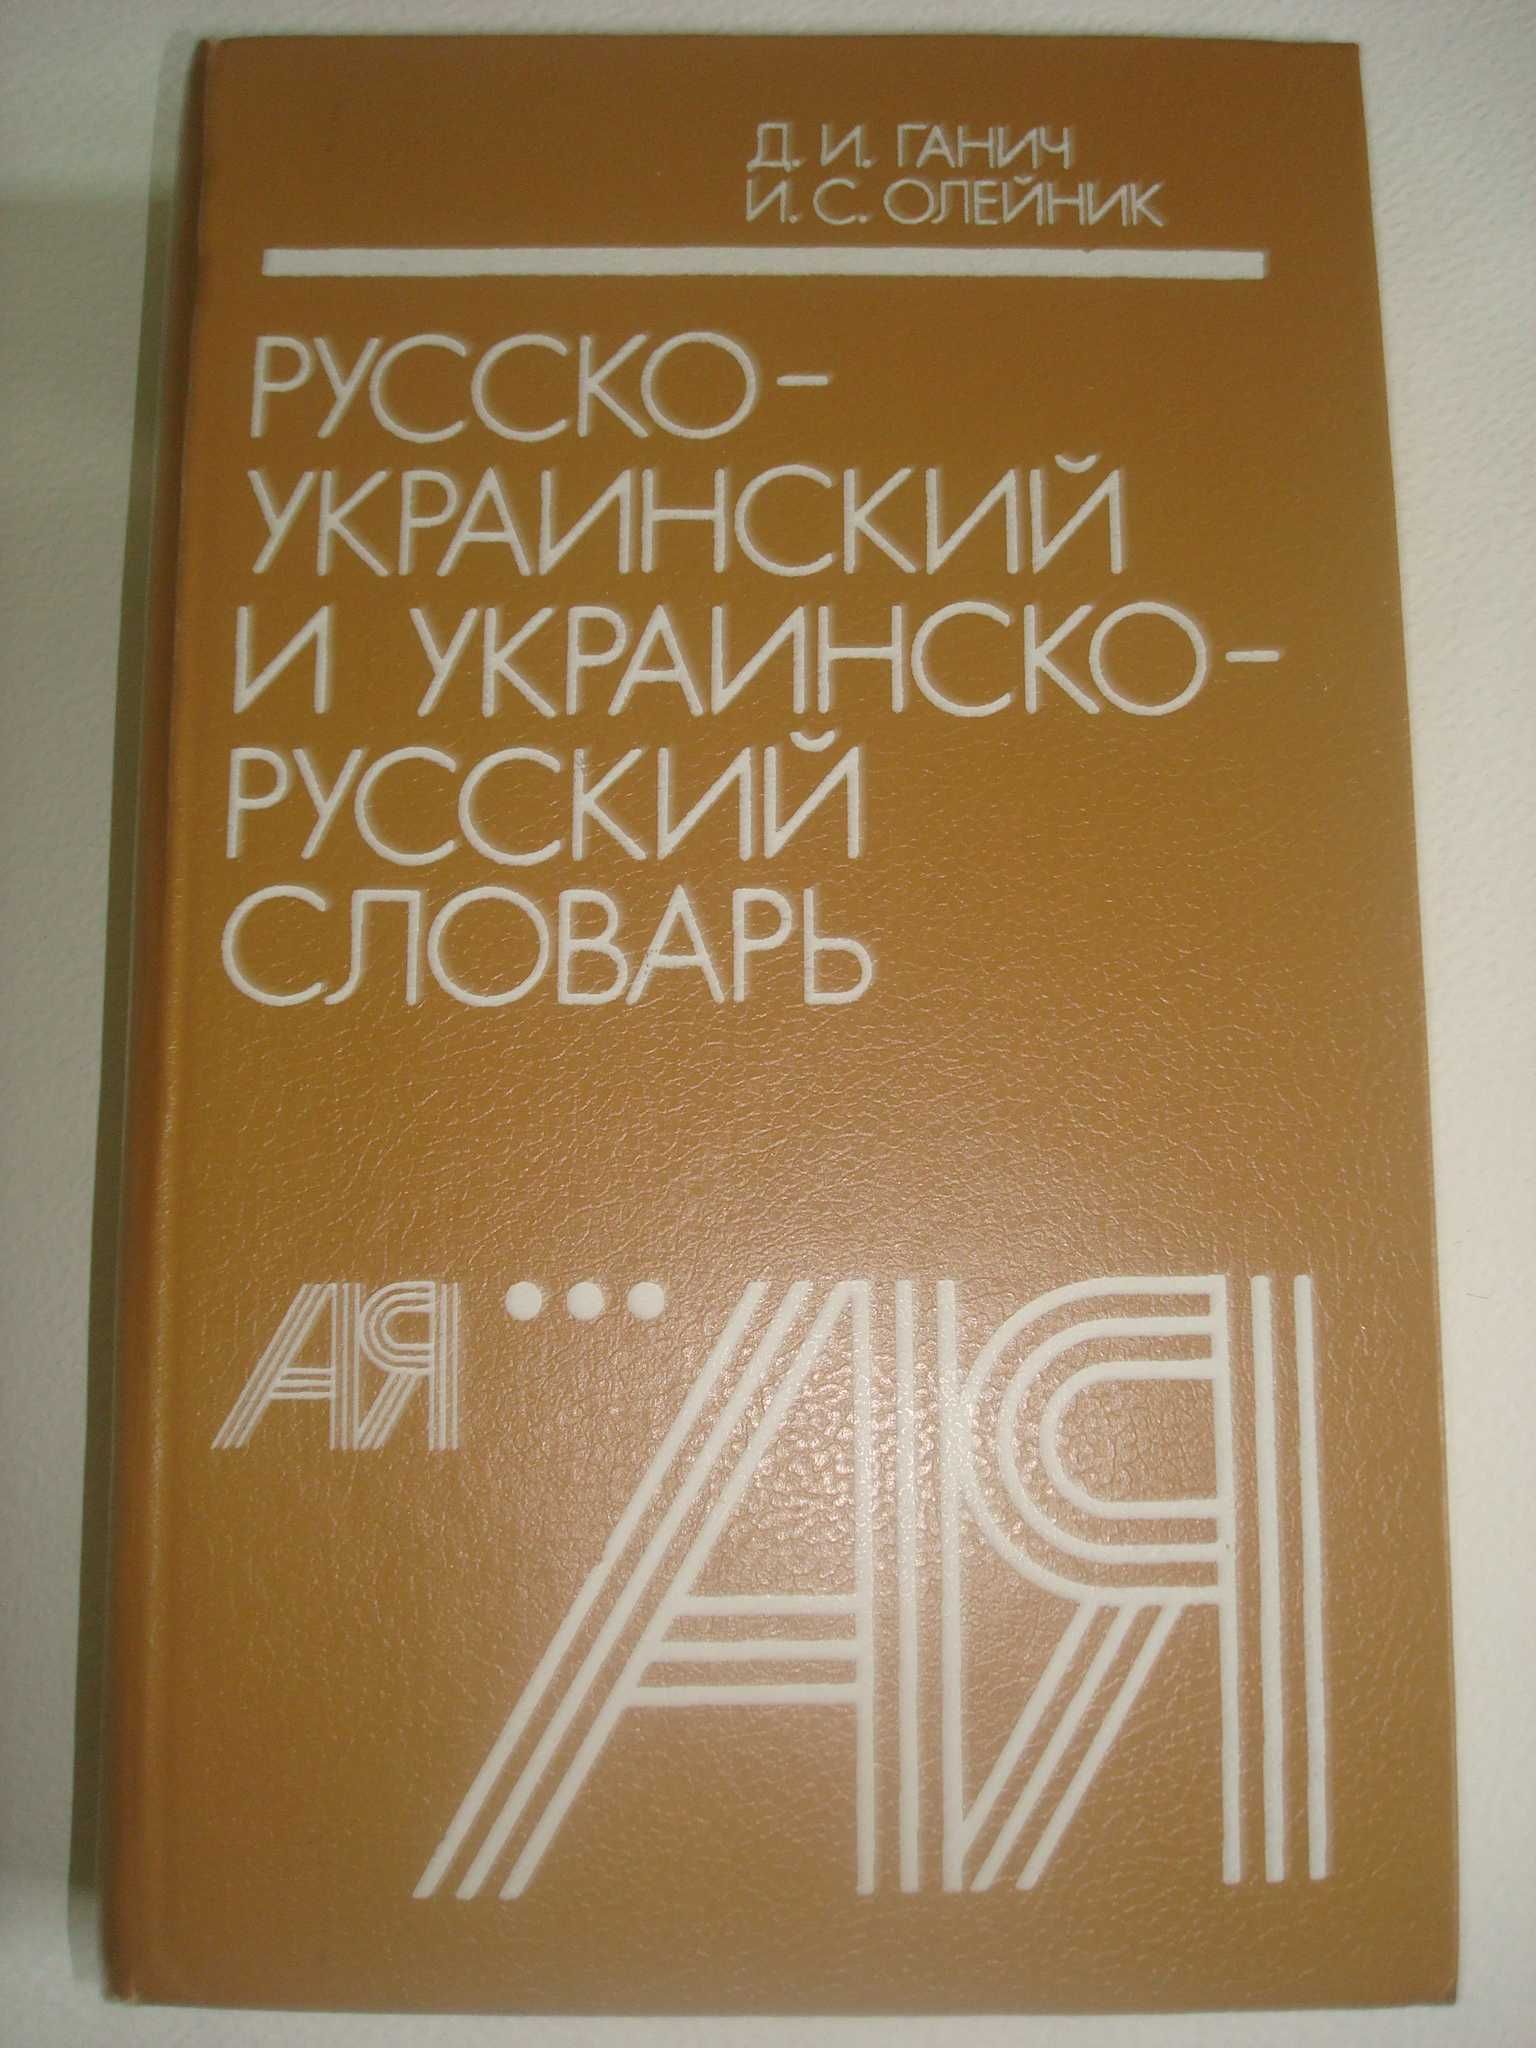 Д. И. ГАНИЧ
И. С. ОЛЕЙНИК
РУССКО-
УКРАИНСКИЙ
И УКРАИНСКО-
РУССКИЙ
СЛОВАРЬ
АЯ...АЯ